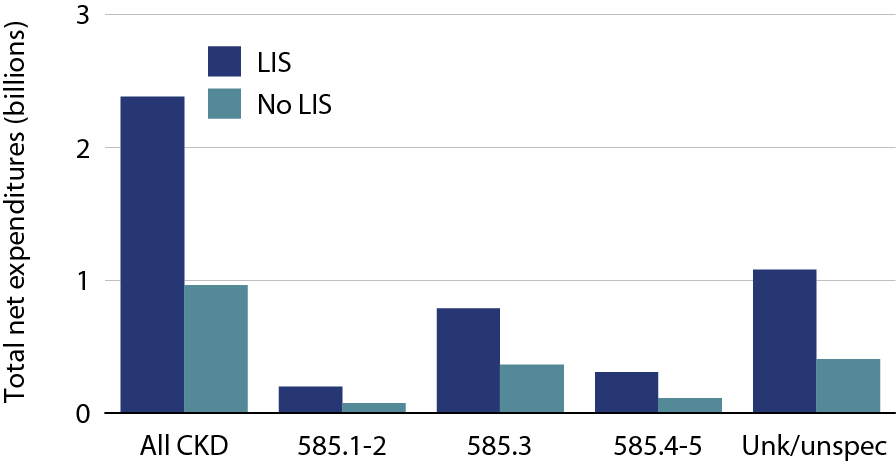 Total net expenditures (billions)
3
2
1
0
LIS
No LIS
All CKD
585.1-2
585.3
585.4-5
Unk/unspec